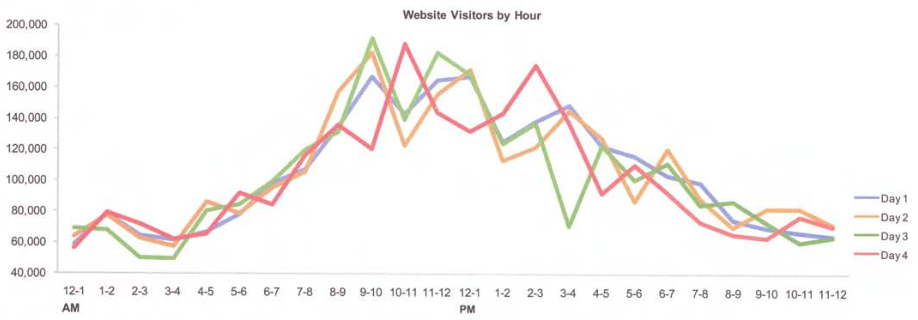 Website Visitors by Hour
200,000
180,000
160,000
140,000
120,000
100,000
80,000
60,000
40,000
12-1 1-2 2-3 3-4 4-5 5-6 6-7 7-8 8-9 9-10 10-11 11-12 12-1 1-2 2-3 3-4 4-5 5-6 6-7 7-8 8-9 9-10 10-11 11-12
AM PM
Day 1
Day 2
Day 3
Day 4